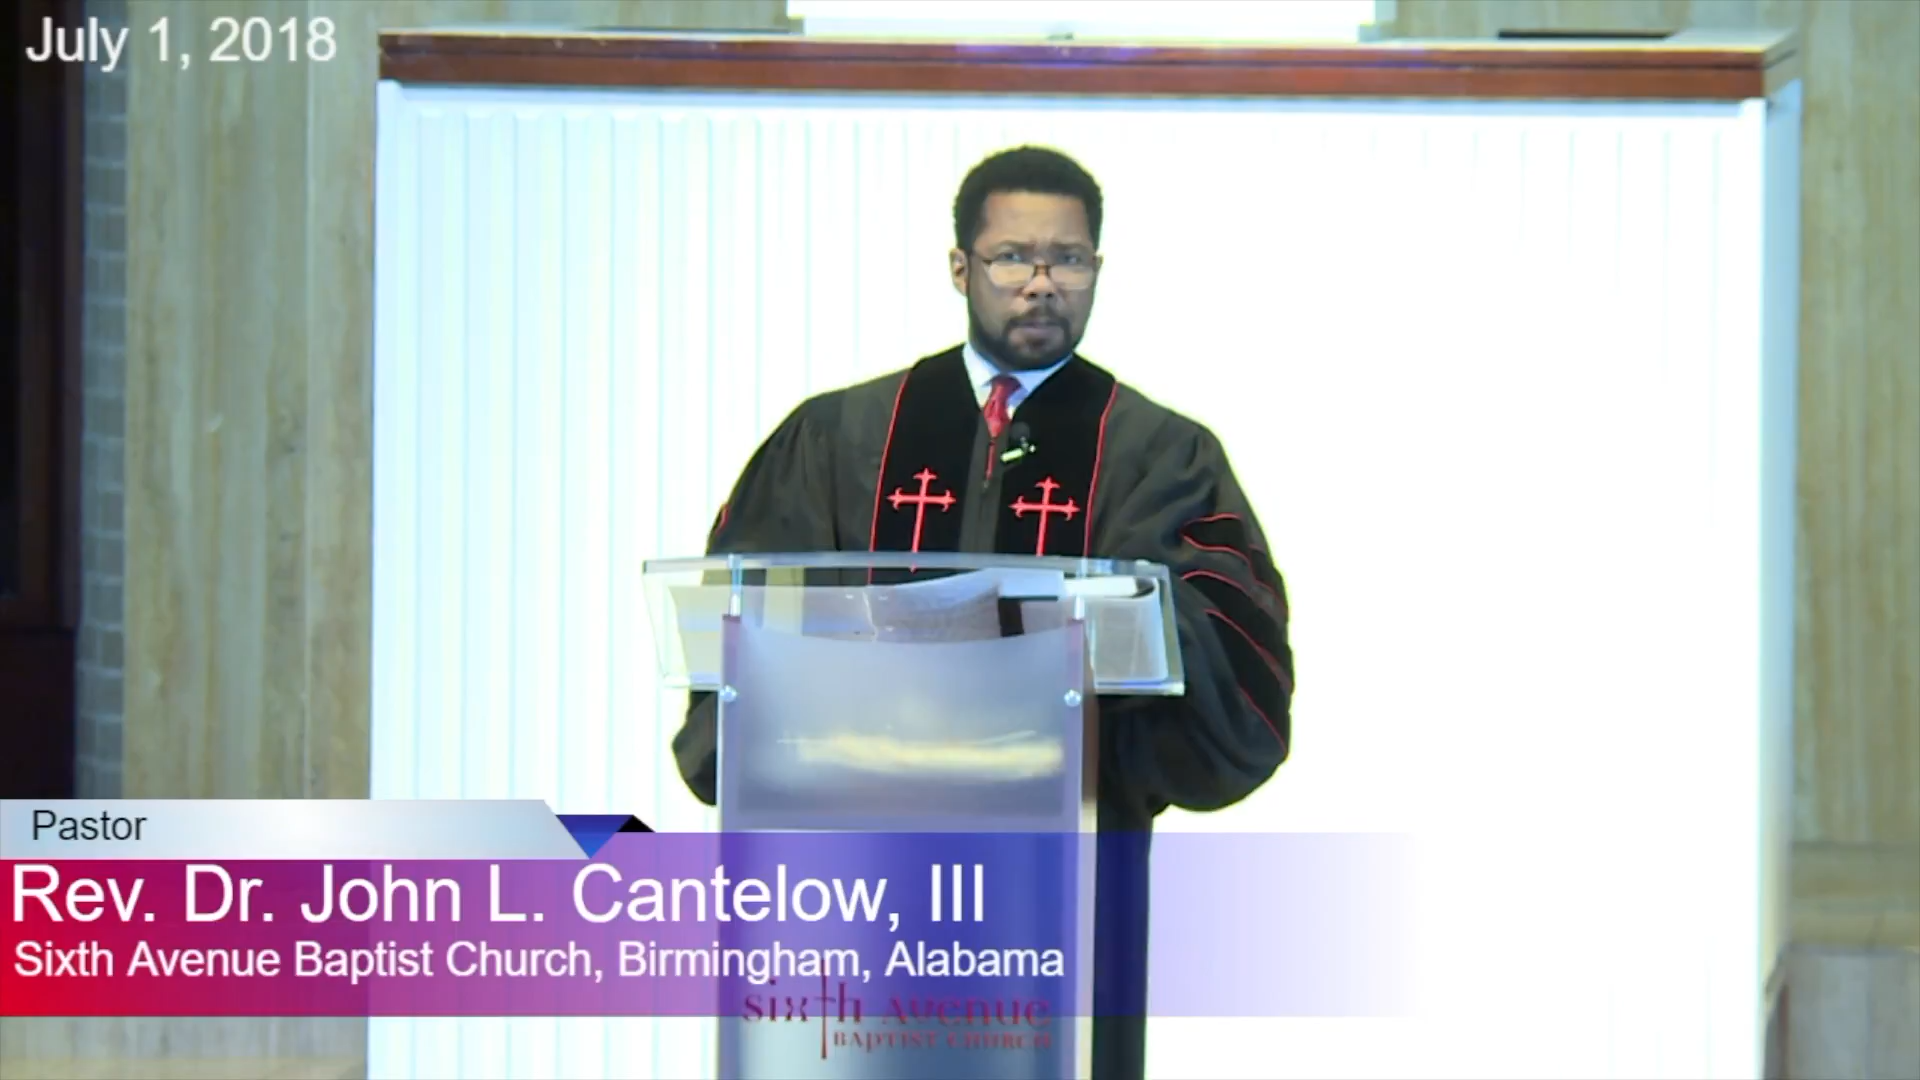 July 1, 2018
Pastor
Rev. Dr. John L. Cantelow, III
Sixth Avenue Baptist Church, Birmingham, Alabama
sixth Avenue
BAPTIST CHURCH